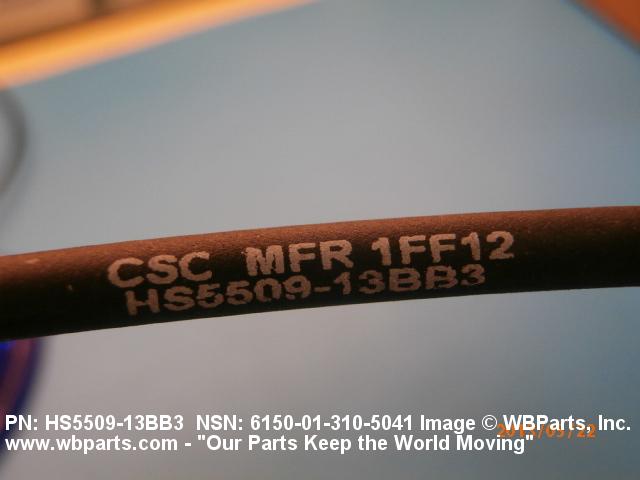 CSC MFR 1FF12
HS5509-13BB3
PN: HS5509-13BB3 NSN: 6150-01-310-5041 Image © WBParts, Inc.
www.wbparts.com - "Our Parts Keep the World Moving"